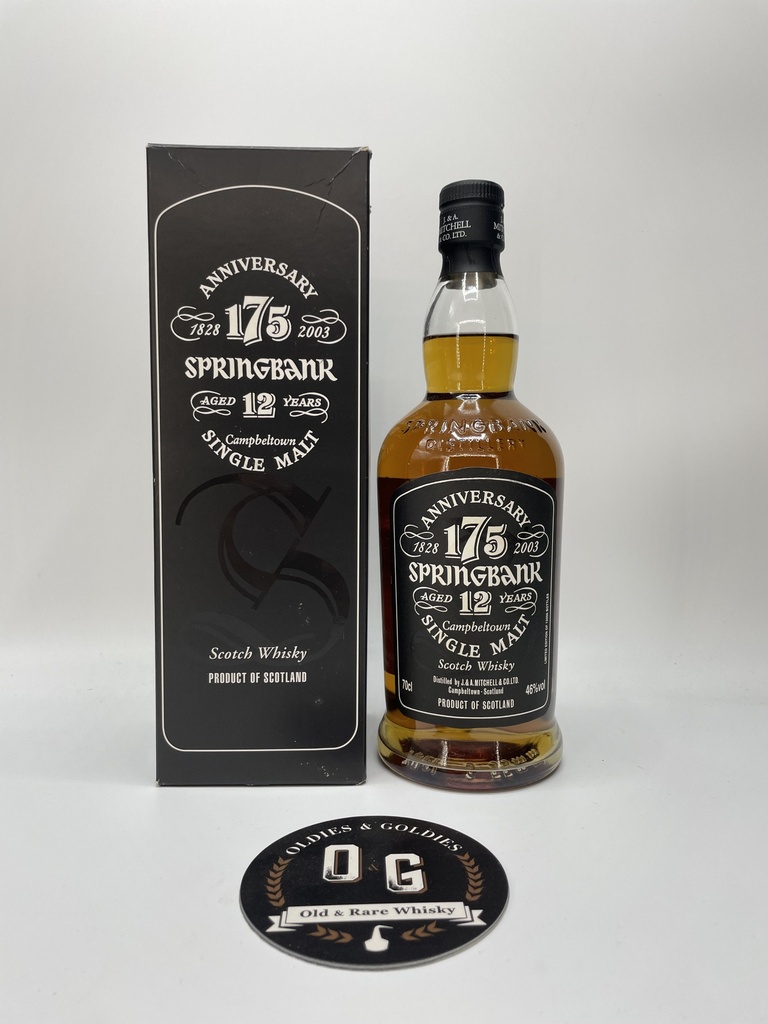 ANNIVERSARY
1828 175 2003
SPRINGBANK
AGED 12 YEARS
Campbeltown
SINGLE MALT
Scotch Whisky
PRODUCT OF SCOTLAND
J. & A.
MITCHELL
& CO. LTD.
SPRINGBANK
DISTILLERY
ANNIVERSARY
1828 175 2003
SPRINGBANK
AGED 12 YEARS
Campbeltown
SINGLE MALT
Scotch Whisky
70cl
Distilled by J.& A.MITCHELL & CO.LTD.
Campbeltown · Scotland
46%vol
PRODUCT OF SCOTLAND
OLDIES & GOLDIES
O & G
Old & Rare Whisky